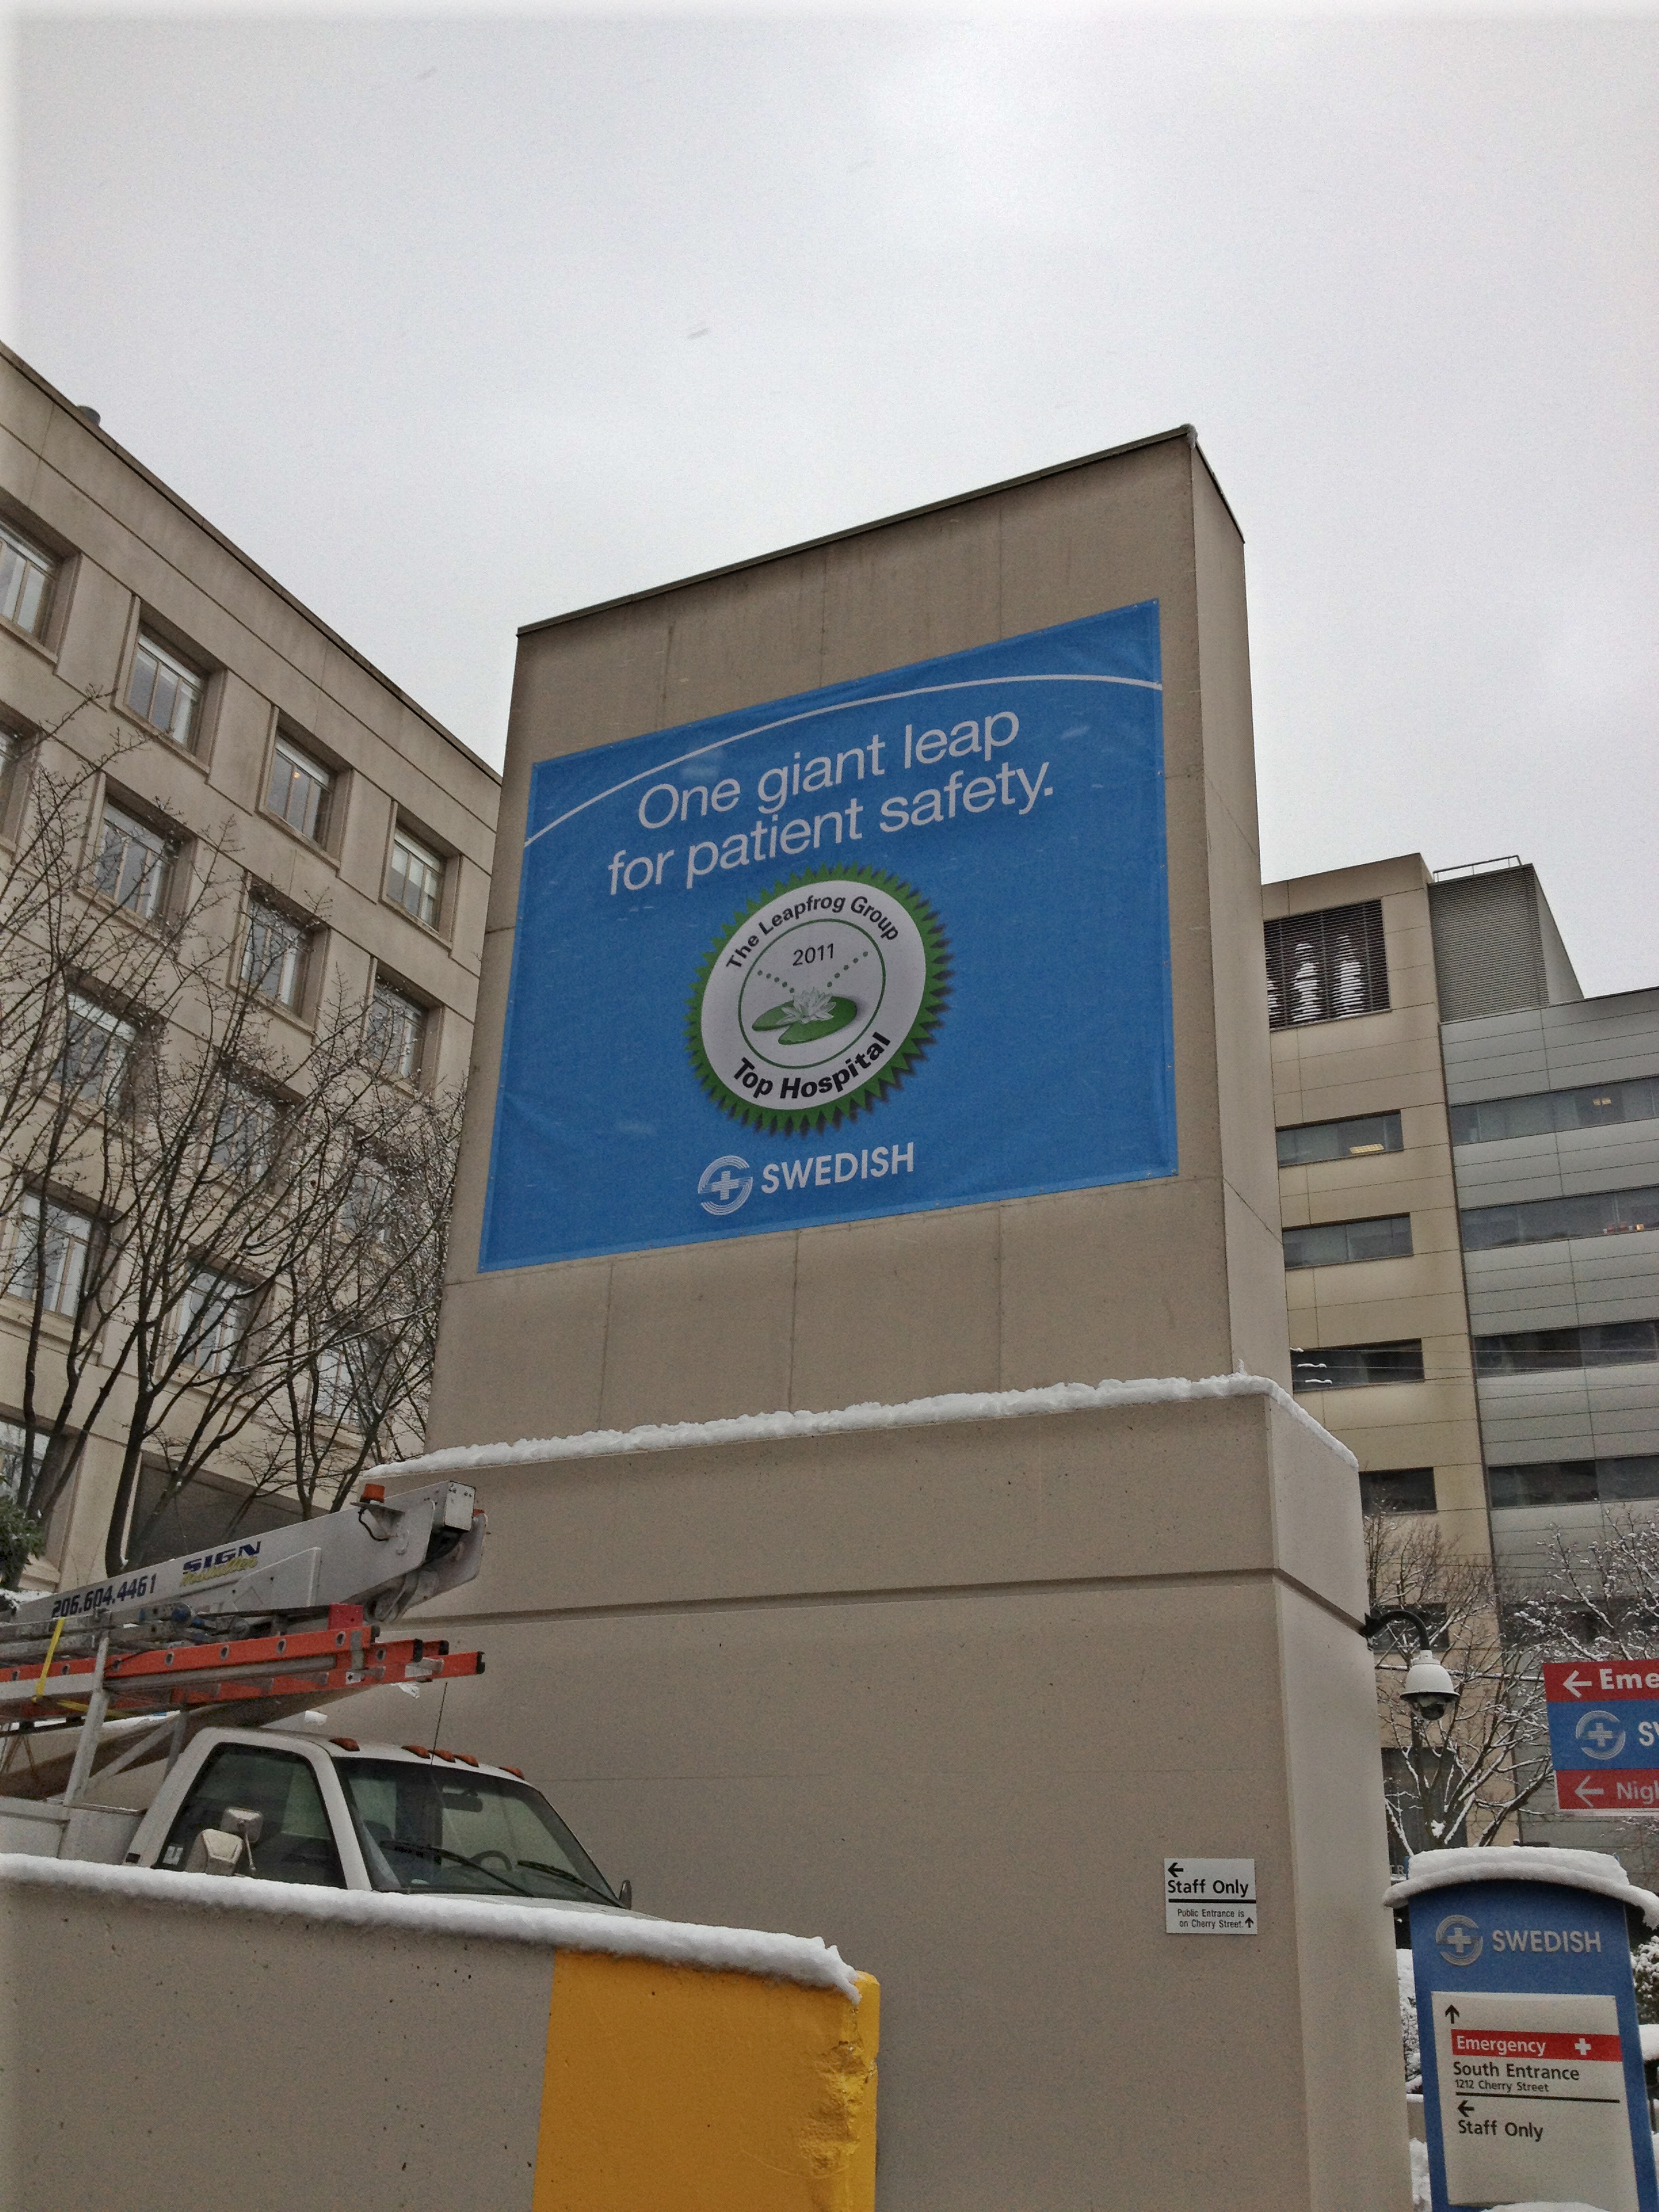 One giant leap
for patient safety.
The Leapfrog Group
2011
Top Hospital
SWEDISH
SIGN
206.604.4461
Staff Only
Public Entrance is
on Cherry Street.
SWEDISH
Emergency
South Entrance
1212 Cherry Street
Staff Only